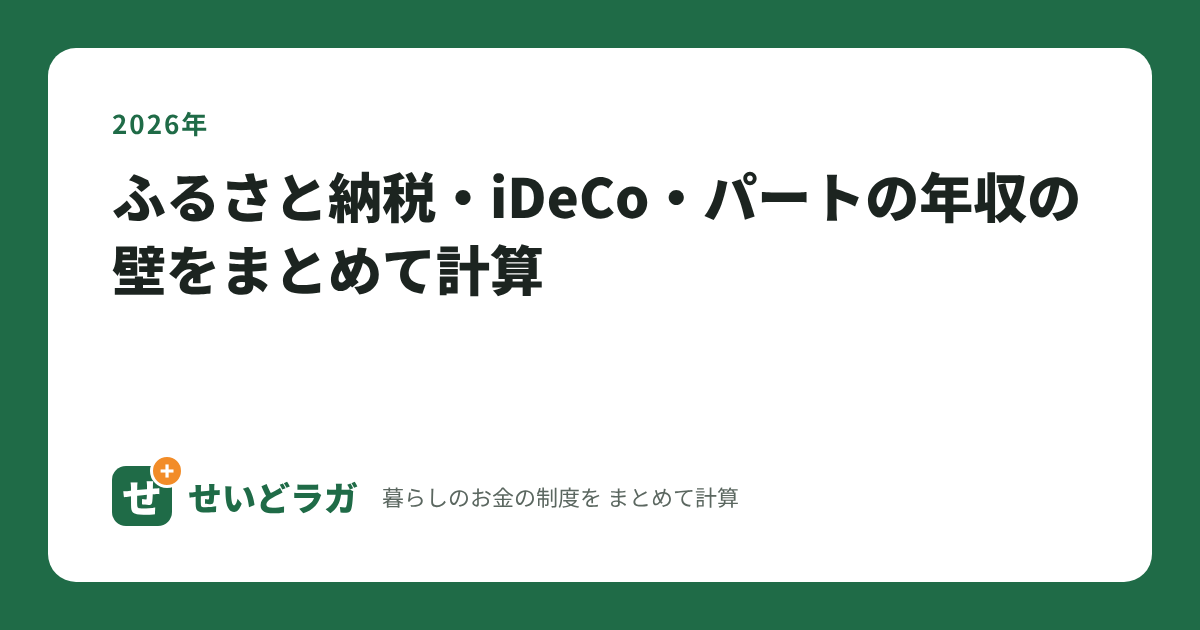 2026年
ふるさと納税・iDeCo・パートの年収の
壁をまとめて計算
せ+
せいどラガ 暮らしのお金の制度を まとめて計算